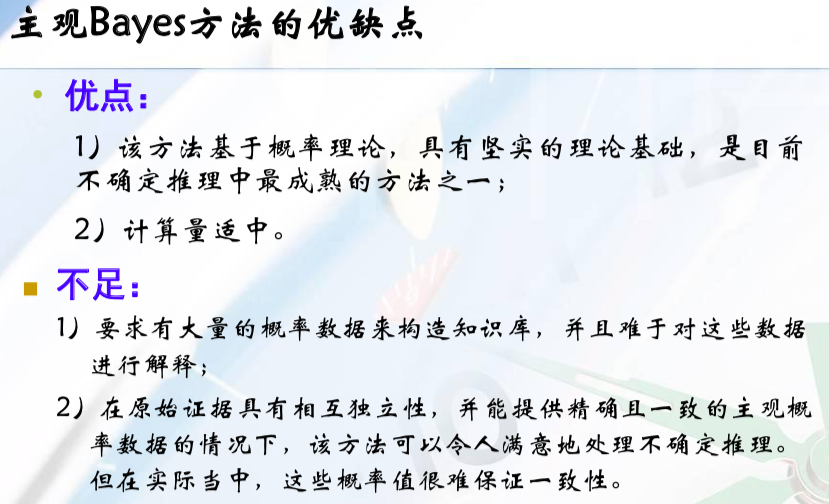 主观Bayes方法的优缺点
• 优点：
1）该方法基于概率理论，具有坚实的理论基础，是目前
不确定推理中最成熟的方法之一；
2）计算量适中。
■ 不足：
1）要求有大量的概率数据来构造知识库，并且难于对这些数据
进行解释；
2）在原始证据具有相互独立性，并能提供精确且一致的主观概
率数据的情况下，该方法可以令人满意地处理不确定推理。
但在实际当中，这些概率值很难保证一致性。